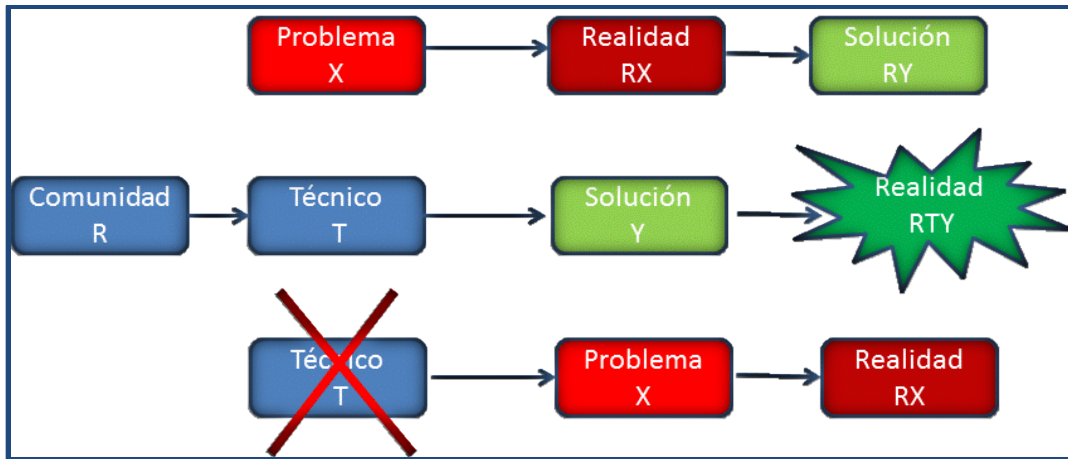 Problema
X
Realidad
RX
Solución
RY
Comunidad
R
Técnico
T
Solución
Y
Realidad
RTY
Técnico
T
Problema
X
Realidad
RX